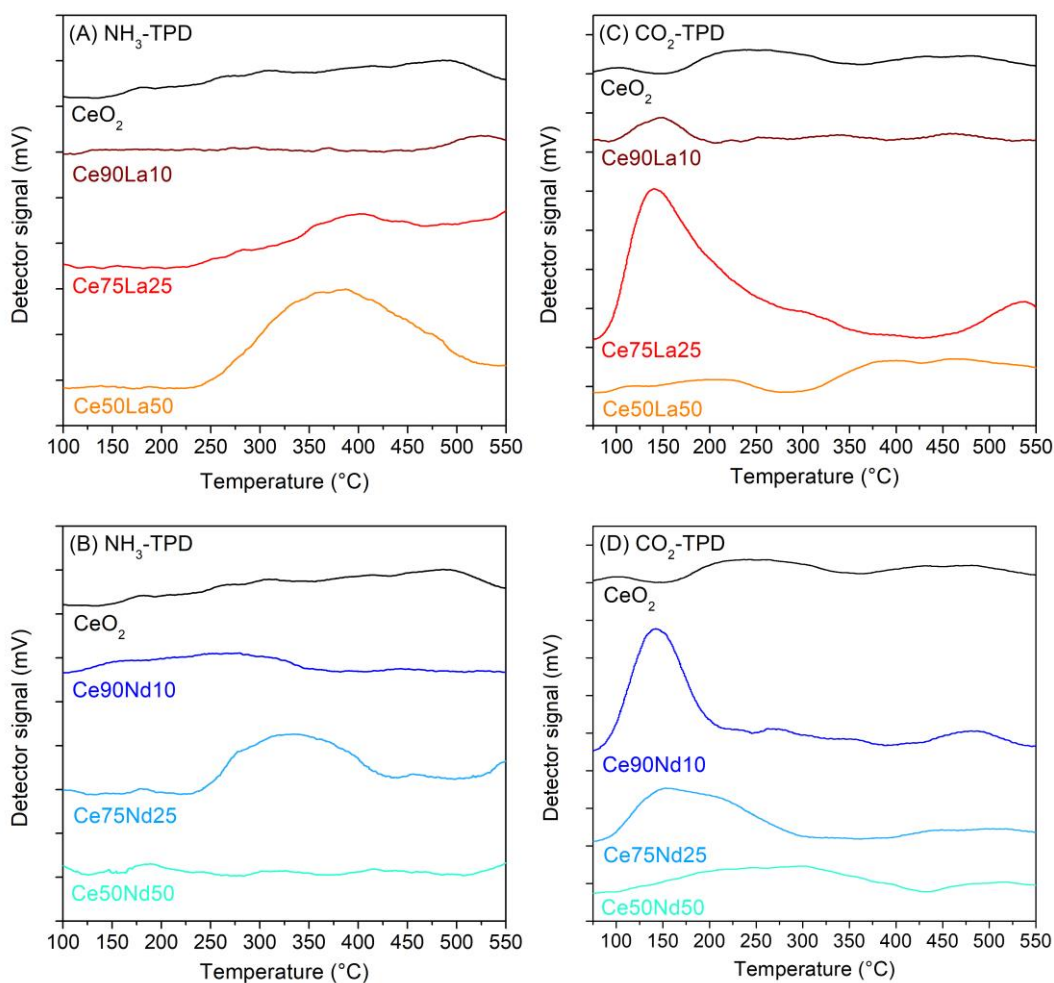 (A) NH₃-TPD
CeO₂
Ce90La10
Ce75La25
Ce50La50
Detector signal (mV)
100 150 200 250 300 350 400 450 500 550
Temperature (°C)
(C) CO₂-TPD
CeO₂
Ce90La10
Ce75La25
Ce50La50
Detector signal (mV)
100 150 200 250 300 350 400 450 500 550
Temperature (°C)
(B) NH₃-TPD
CeO₂
Ce90Nd10
Ce75Nd25
Ce50Nd50
Detector signal (mV)
100 150 200 250 300 350 400 450 500 550
Temperature (°C)
(D) CO₂-TPD
CeO₂
Ce90Nd10
Ce75Nd25
Ce50Nd50
Detector signal (mV)
100 150 200 250 300 350 400 450 500 550
Temperature (°C)